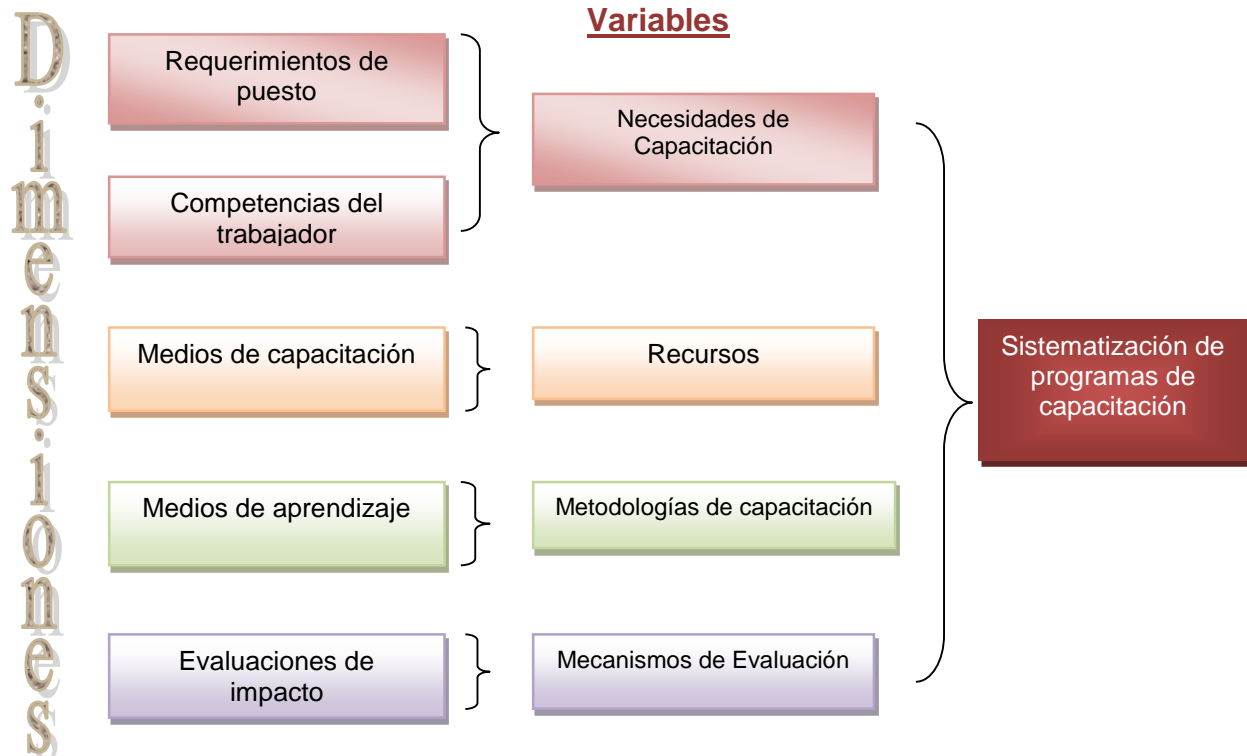 Dimensiones
Variables
Requerimientos de
puesto
Competencias del
trabajador
Necesidades de
Capacitación
Medios de capacitación
Recursos
Medios de aprendizaje
Metodologías de capacitación
Evaluaciones de
impacto
Mecanismos de Evaluación
Sistematización de
programas de
capacitación